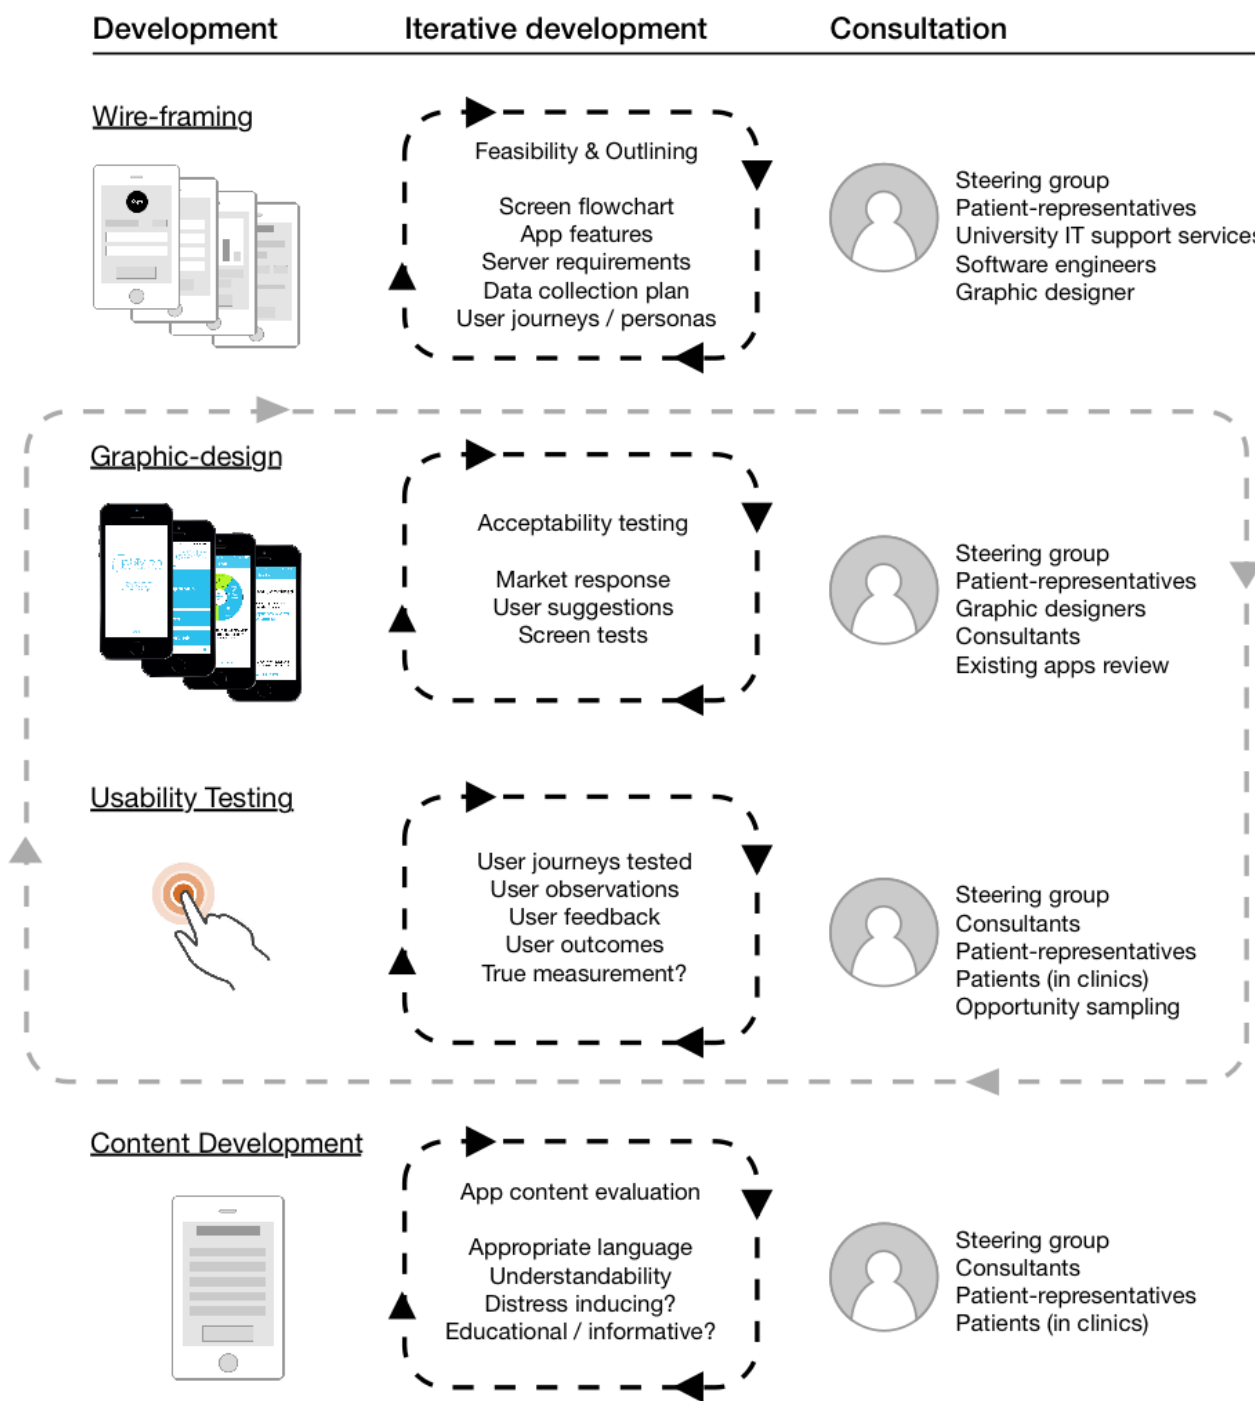 Development
Iterative development
Consultation
Wire-framing
Feasibility & Outlining
Screen flowchart
App features
Server requirements
Data collection plan
User journeys / personas
Steering group
Patient-representatives
University IT support services
Software engineers
Graphic designer
Graphic-design
Acceptability testing
Market response
User suggestions
Screen tests
Steering group
Patient-representatives
Graphic designers
Consultants
Existing apps review
Usability Testing
User journeys tested
User observations
User feedback
User outcomes
True measurement?
Steering group
Consultants
Patient-representatives
Patients (in clinics)
Opportunity sampling
Content Development
App content evaluation
Appropriate language
Understandability
Distress inducing?
Educational / informative?
Steering group
Consultants
Patient-representatives
Patients (in clinics)